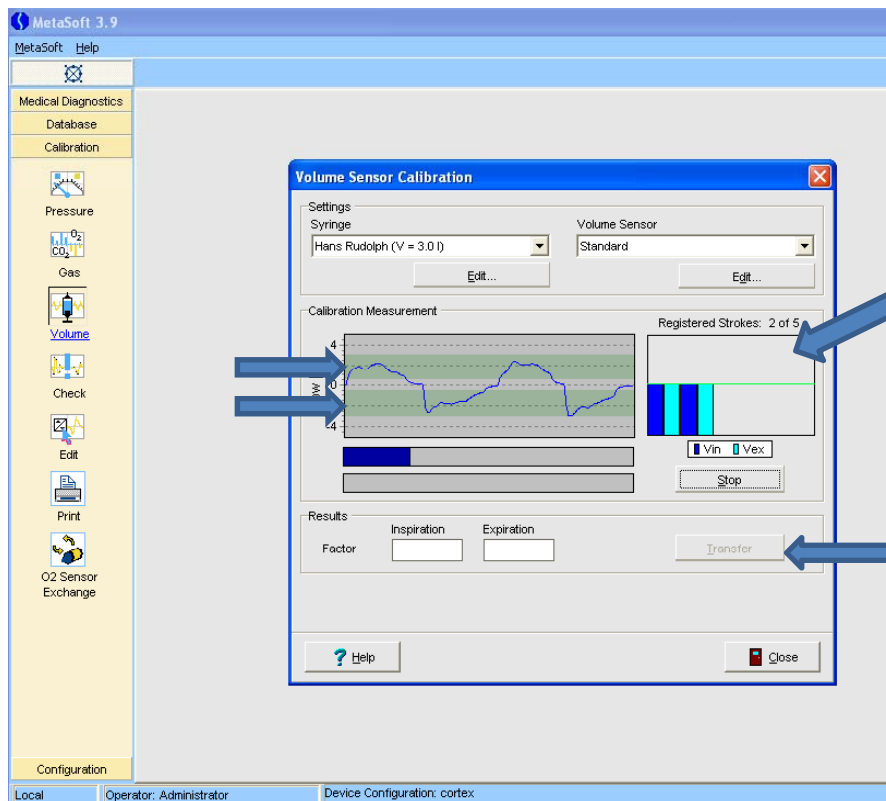 MetaSoft 3.9
MetaSoft Help
Medical Diagnostics
Database
Calibration
Pressure
O2
CO2
Gas
Volume
Check
Edit
Print
O2 Sensor
Exchange
Configuration
Volume Sensor Calibration
Settings
Syringe
Volume Sensor
Hans Rudolph (V = 3.0 l)
Standard
Edit...
Edit...
Calibration Measurement
Registered Strokes: 2 of 5
4
0
-4
Vin Vex
Stop
Results
Inspiration Expiration
Factor
Transfer
? Help
Close
Local Operator: Administrator Device Configuration: cortex